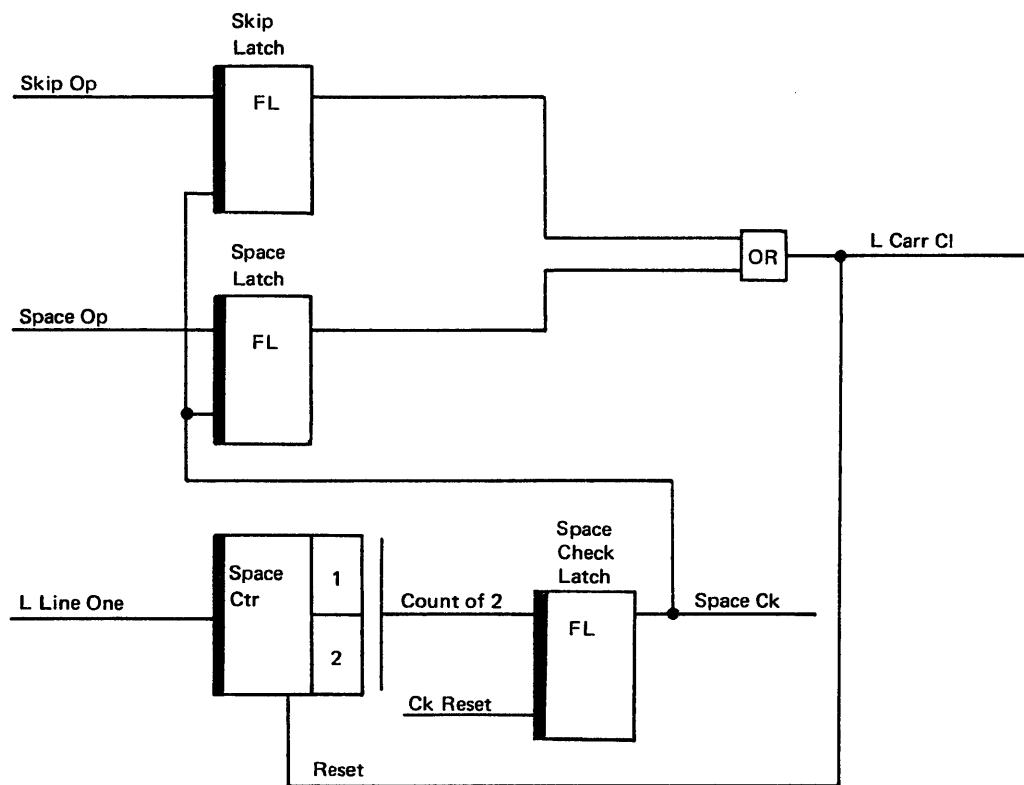 Skip
Latch
Skip Op
FL
Space
Latch
OR
L Carr Cl
Space Op
FL
Space
Check
Latch
Space
Ctr
1
2
L Line One
Count of 2
FL
Space Ck
Ck Reset
Reset